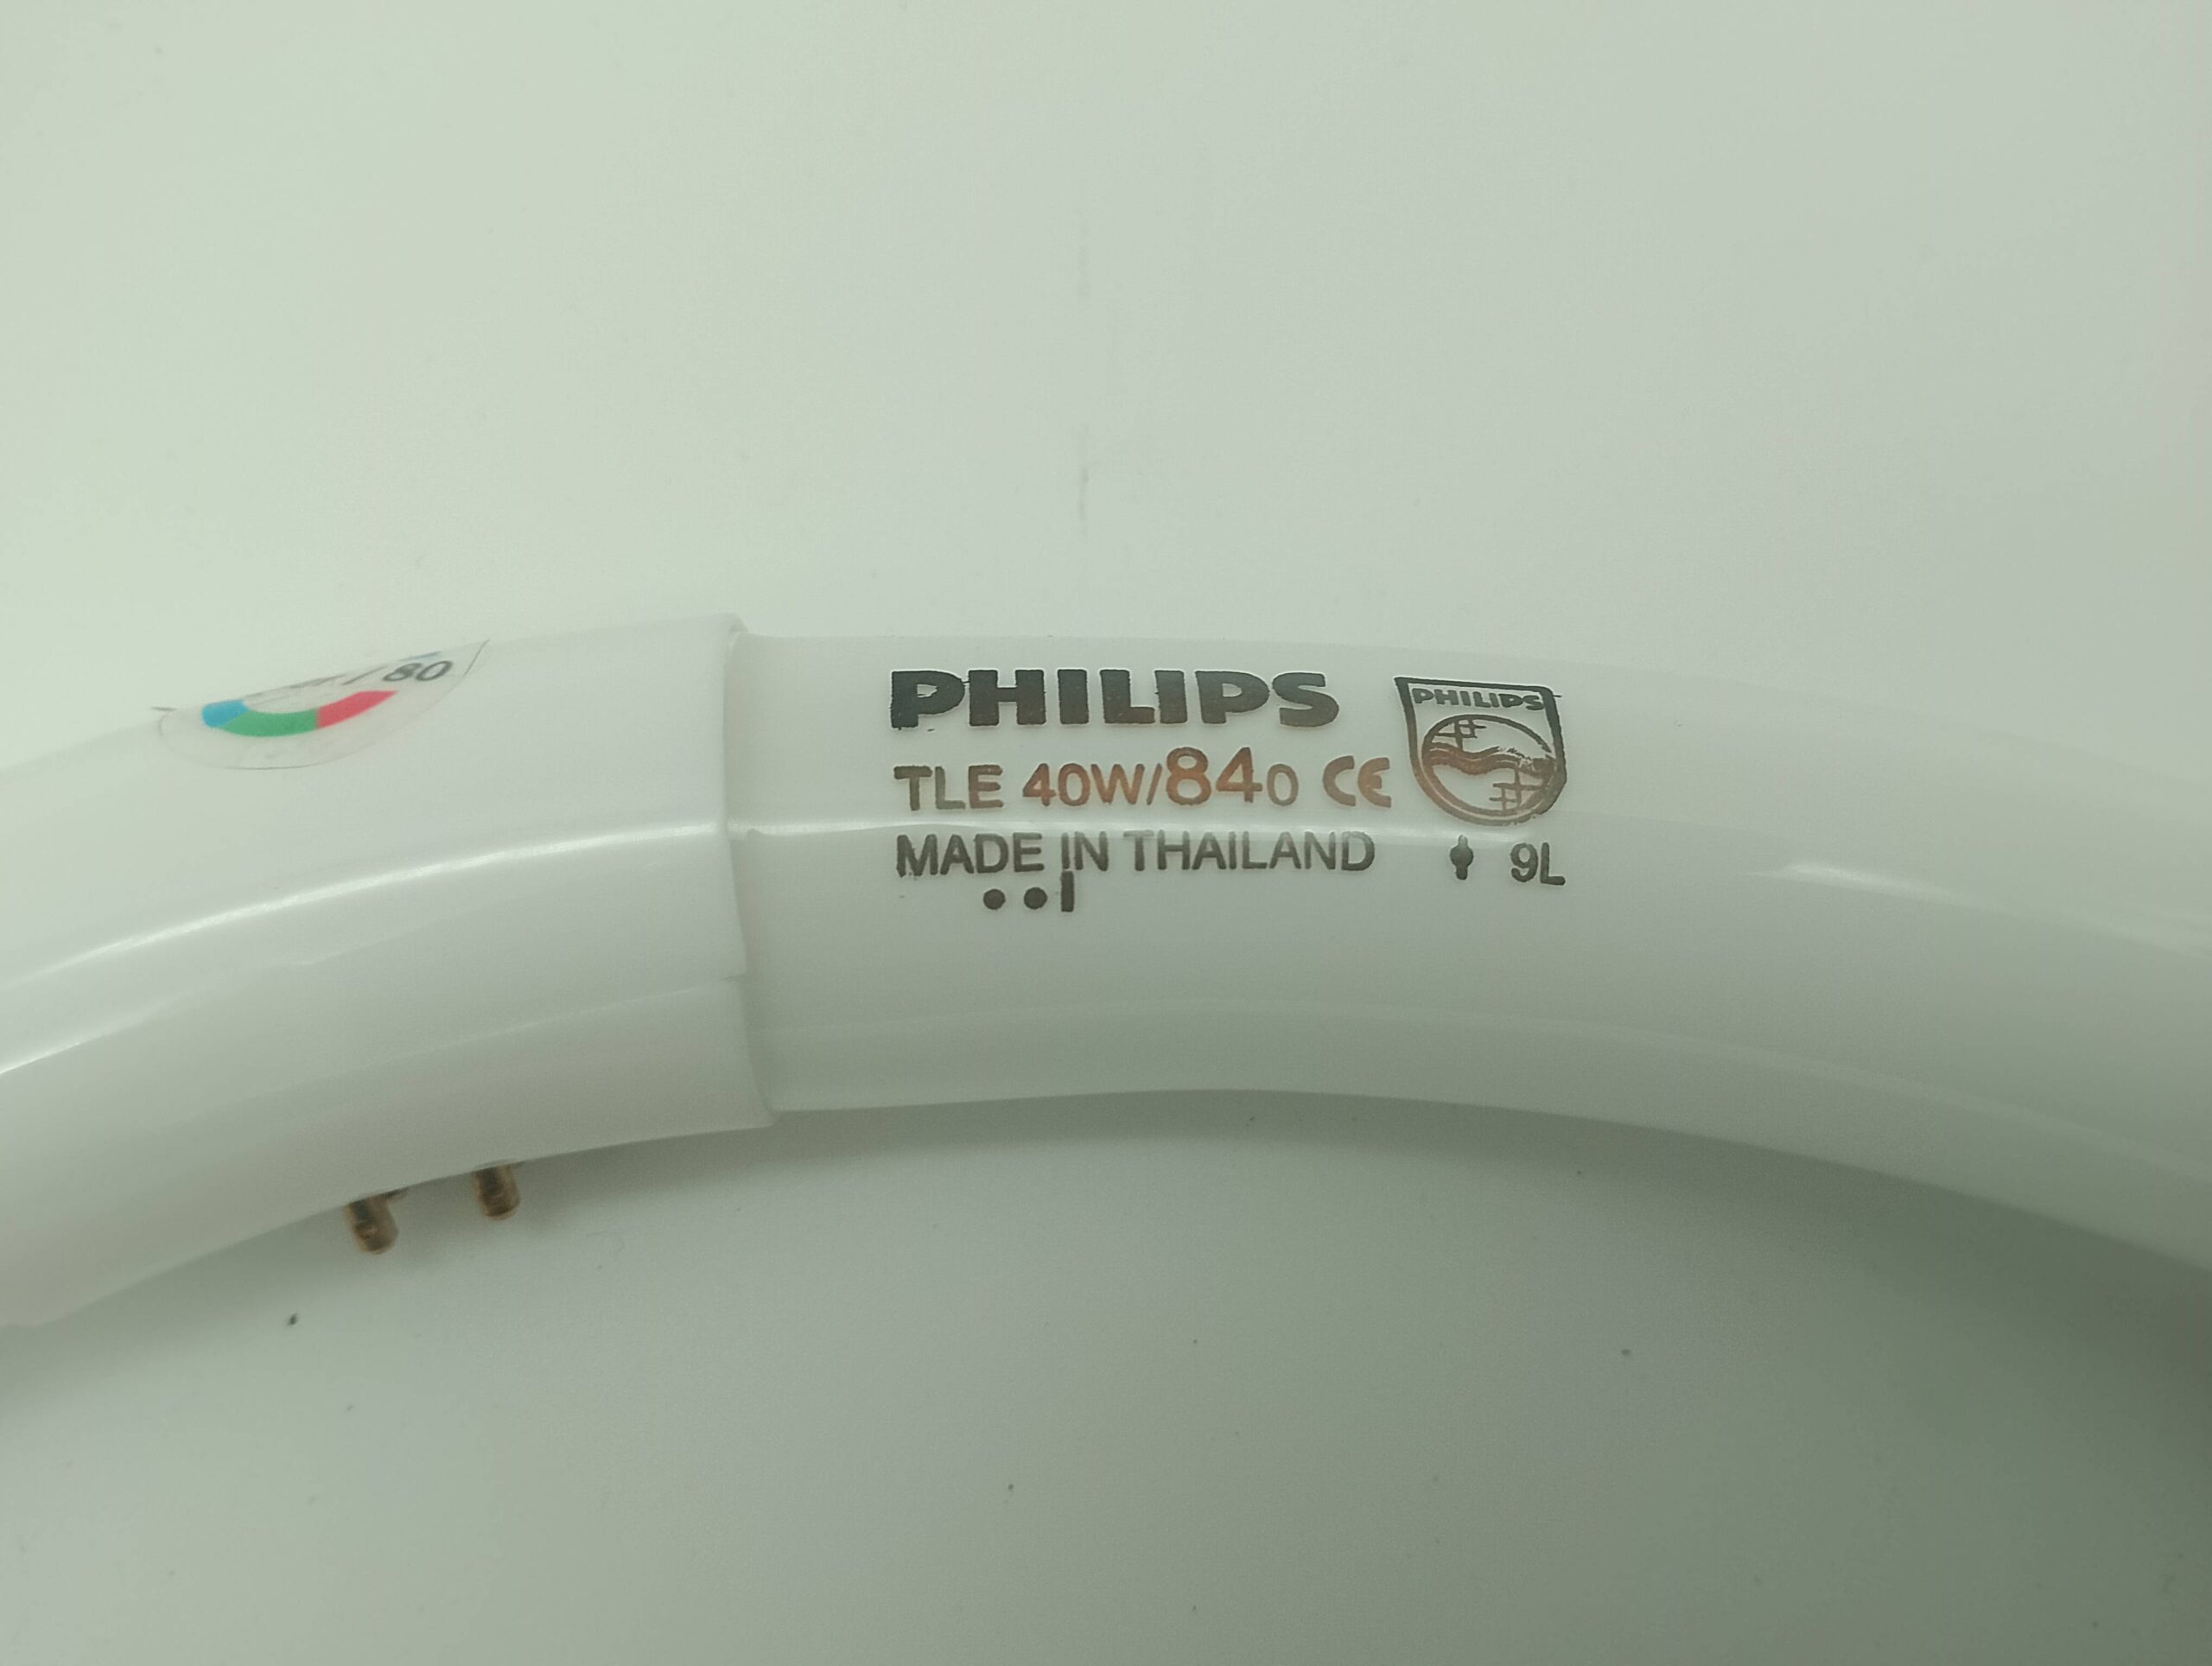 /80
PHILIPS
PHILIPS
TLE 40W/840 CE
MADE IN THAILAND 9L